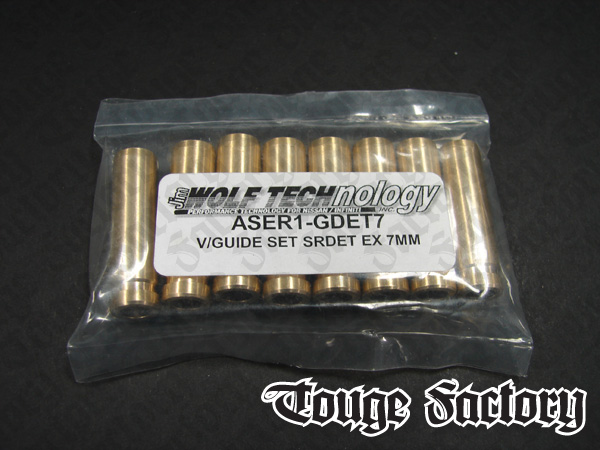 Jim WOLF TECHnology
PERFORMANCE TECHNOLOGY FOR NISSAN / INFINITI INC
ASER1-GDET7
V/GUIDE SET SRDET EX 7MM
Touge Factory